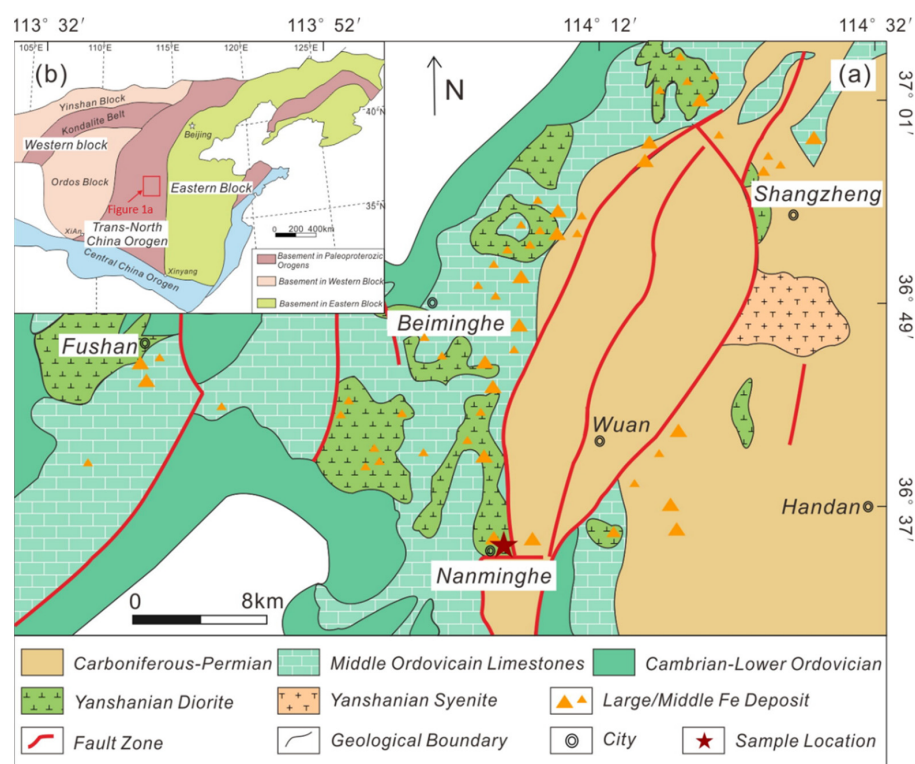 113° 32′ 113° 52′ 114° 12′ 114° 32′
105°E 110°E 115°E 120°E 125°E
(b)
(a)
N
Yinshan Block
40°N
37° 01′
Kondalite Belt
Beijing
Western block
Ordos Block
Eastern Block
Figure 1a
35°N
Trans-North
China Orogen
XiAn
0 200 400km
Central China Orogen
Xinyang
Basement in Paleoproterozic
Orogens
Basement in Western Block
Basement in Eastern Block
Shangzheng
Beiminghe
38° 49′
Fushan
Wuan
Handan
36° 37′
Nanminghe
0 8km
Carboniferous-Permian Middle Ordovicain Limestones Cambrian-Lower Ordovician
Yanshanian Diorite Yanshanian Syenite Large/Middle Fe Deposit
Fault Zone Geological Boundary City Sample Location